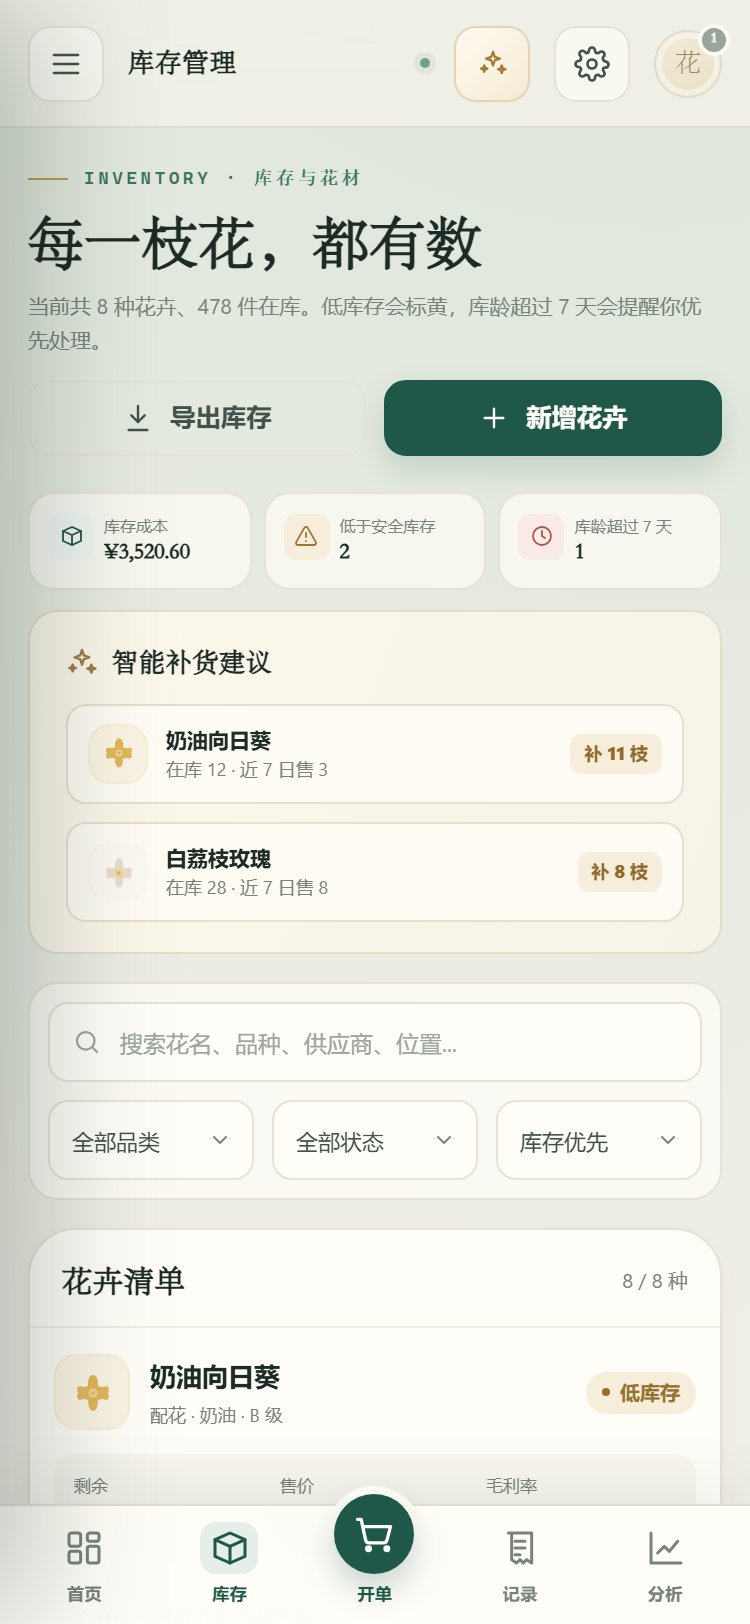 库存管理
花
1
INVENTORY · 库存与花材
每一枝花，都有数
当前共 8 种花卉、478 件在库。低库存会标黄，库龄超过 7 天会提醒你优
先处理。
导出库存
新增花卉
库存成本
¥3,520.60
低于安全库存
2
库龄超过 7 天
1
智能补货建议
奶油向日葵
在库 12 · 近 7 日售 3
补 11 枝
白荔枝玫瑰
在库 28 · 近 7 日售 8
补 8 枝
搜索花名、品种、供应商、位置...
全部品类
全部状态
库存优先
花卉清单
8 / 8 种
奶油向日葵
配花 · 奶油 · B 级
低库存
剩余
售价
毛利率
首页
库存
开单
记录
分析